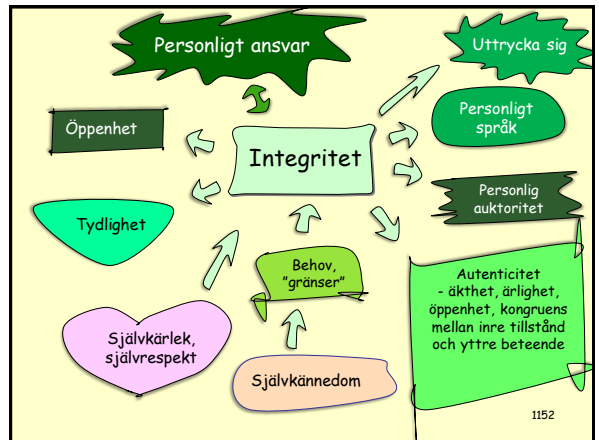 Personligt ansvar
Uttrycka sig
Öppenhet
Personligt
språk
Integritet
Personlig
auktoritet
Tydlighet
Behov,
"gränser"
Autenticitet
- äkthet, ärlighet,
öppenhet, kongruens
mellan inre tillstånd
och yttre beteende
Självkärlek,
självrespekt
Självkännedom
1152